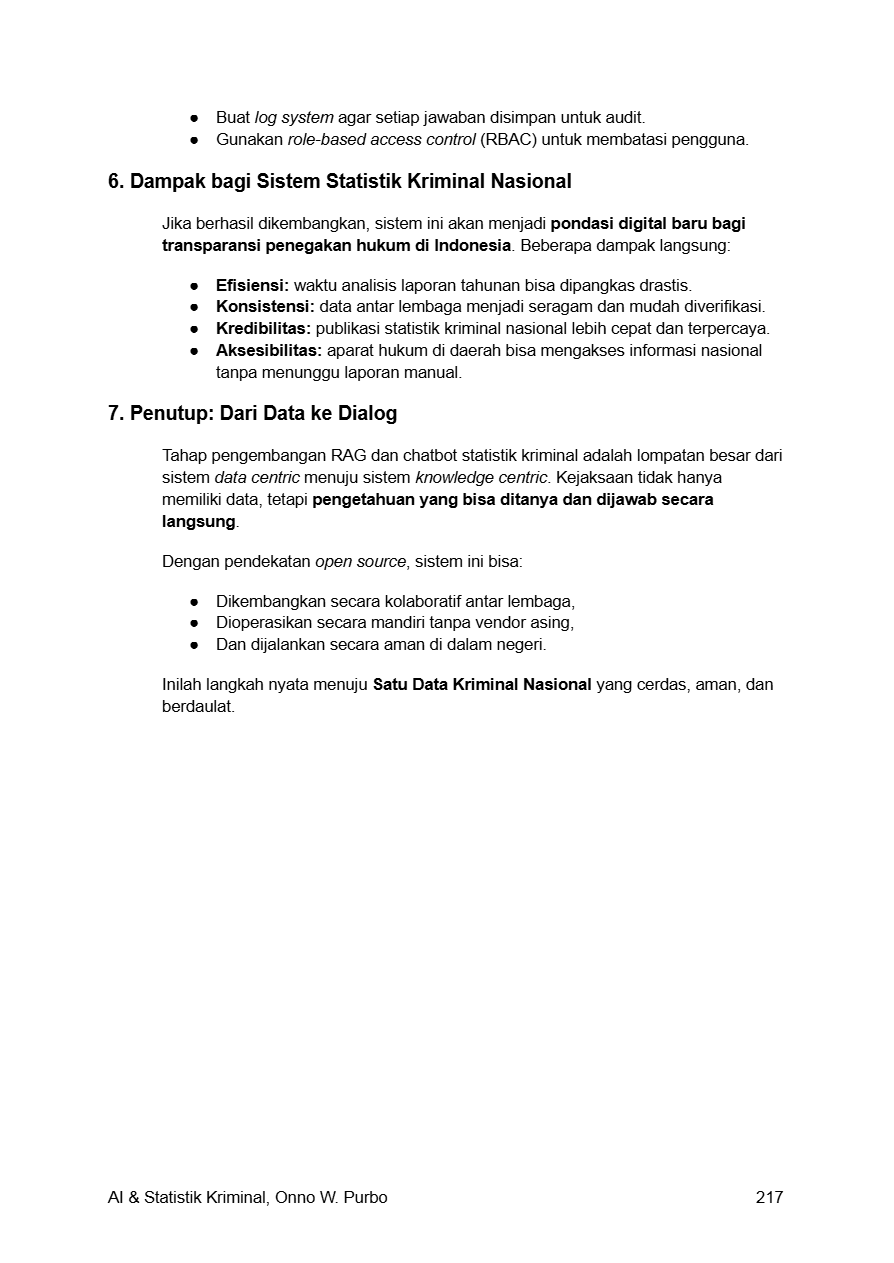 ● Buat log system agar setiap jawaban disimpan untuk audit.
● Gunakan role-based access control (RBAC) untuk membatasi pengguna.
6. Dampak bagi Sistem Statistik Kriminal Nasional
Jika berhasil dikembangkan, sistem ini akan menjadi pondasi digital baru bagi
transparansi penegakan hukum di Indonesia. Beberapa dampak langsung:
● Efisiensi: waktu analisis laporan tahunan bisa dipangkas drastis.
● Konsistensi: data antar lembaga menjadi seragam dan mudah diverifikasi.
● Kredibilitas: publikasi statistik kriminal nasional lebih cepat dan terpercaya.
● Aksesibilitas: aparat hukum di daerah bisa mengakses informasi nasional
tanpa menunggu laporan manual.
7. Penutup: Dari Data ke Dialog
Tahap pengembangan RAG dan chatbot statistik kriminal adalah lompatan besar dari
sistem data centric menuju sistem knowledge centric. Kejaksaan tidak hanya
memiliki data, tetapi pengetahuan yang bisa ditanya dan dijawab secara
langsung.
Dengan pendekatan open source, sistem ini bisa:
● Dikembangkan secara kolaboratif antar lembaga,
● Dioperasikan secara mandiri tanpa vendor asing,
● Dan dijalankan secara aman di dalam negeri.
Inilah langkah nyata menuju Satu Data Kriminal Nasional yang cerdas, aman, dan
berdaulat.
AI & Statistik Kriminal, Onno W. Purbo 217